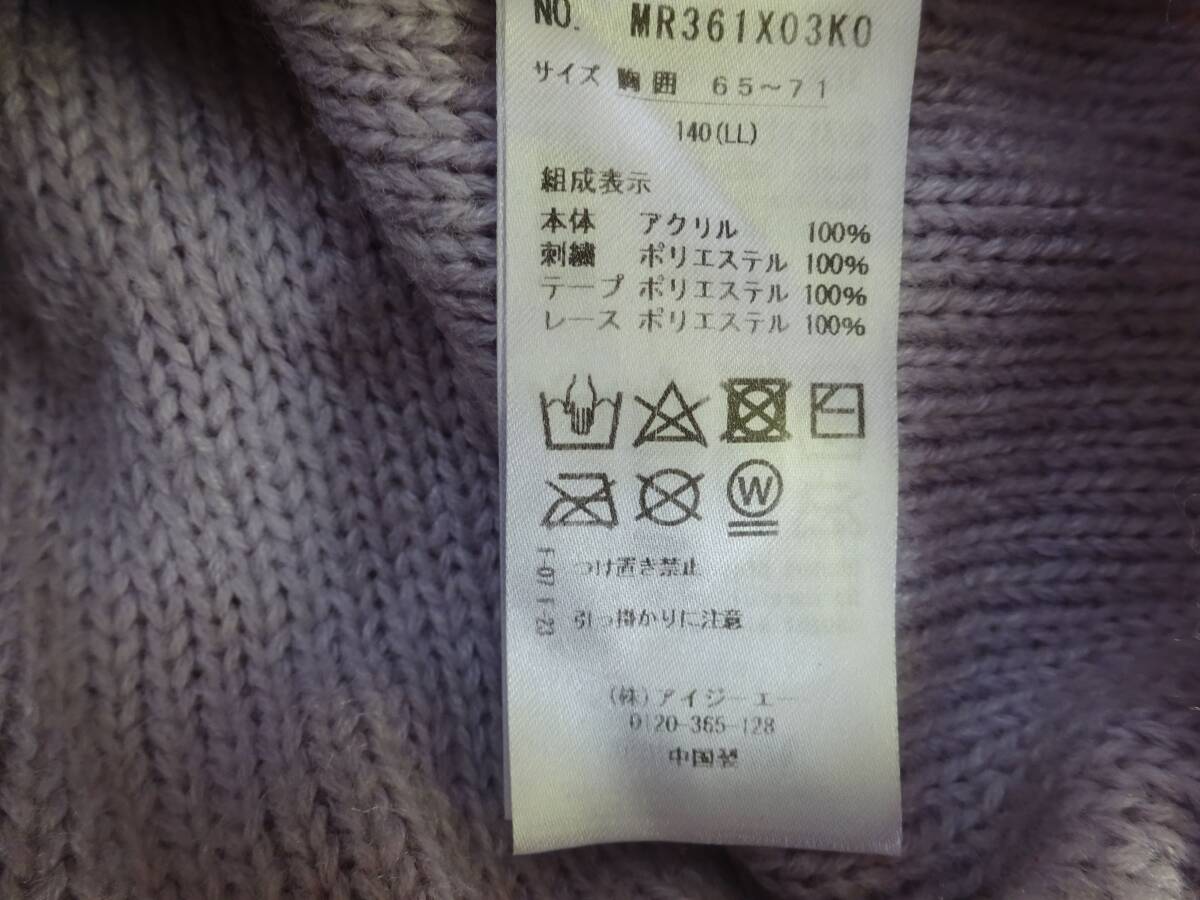 NO. MR361X03K0
サイズ 胸囲 65~71
140(LL)
組成表示
本体 アクリル 100%
刺繍 ポリエステル 100%
テープ ポリエステル 100%
レース ポリエステル 100%
W
つけ置き禁止
引っ掛かりに注意
(株)アイジーエー
0120-365-128
中国製